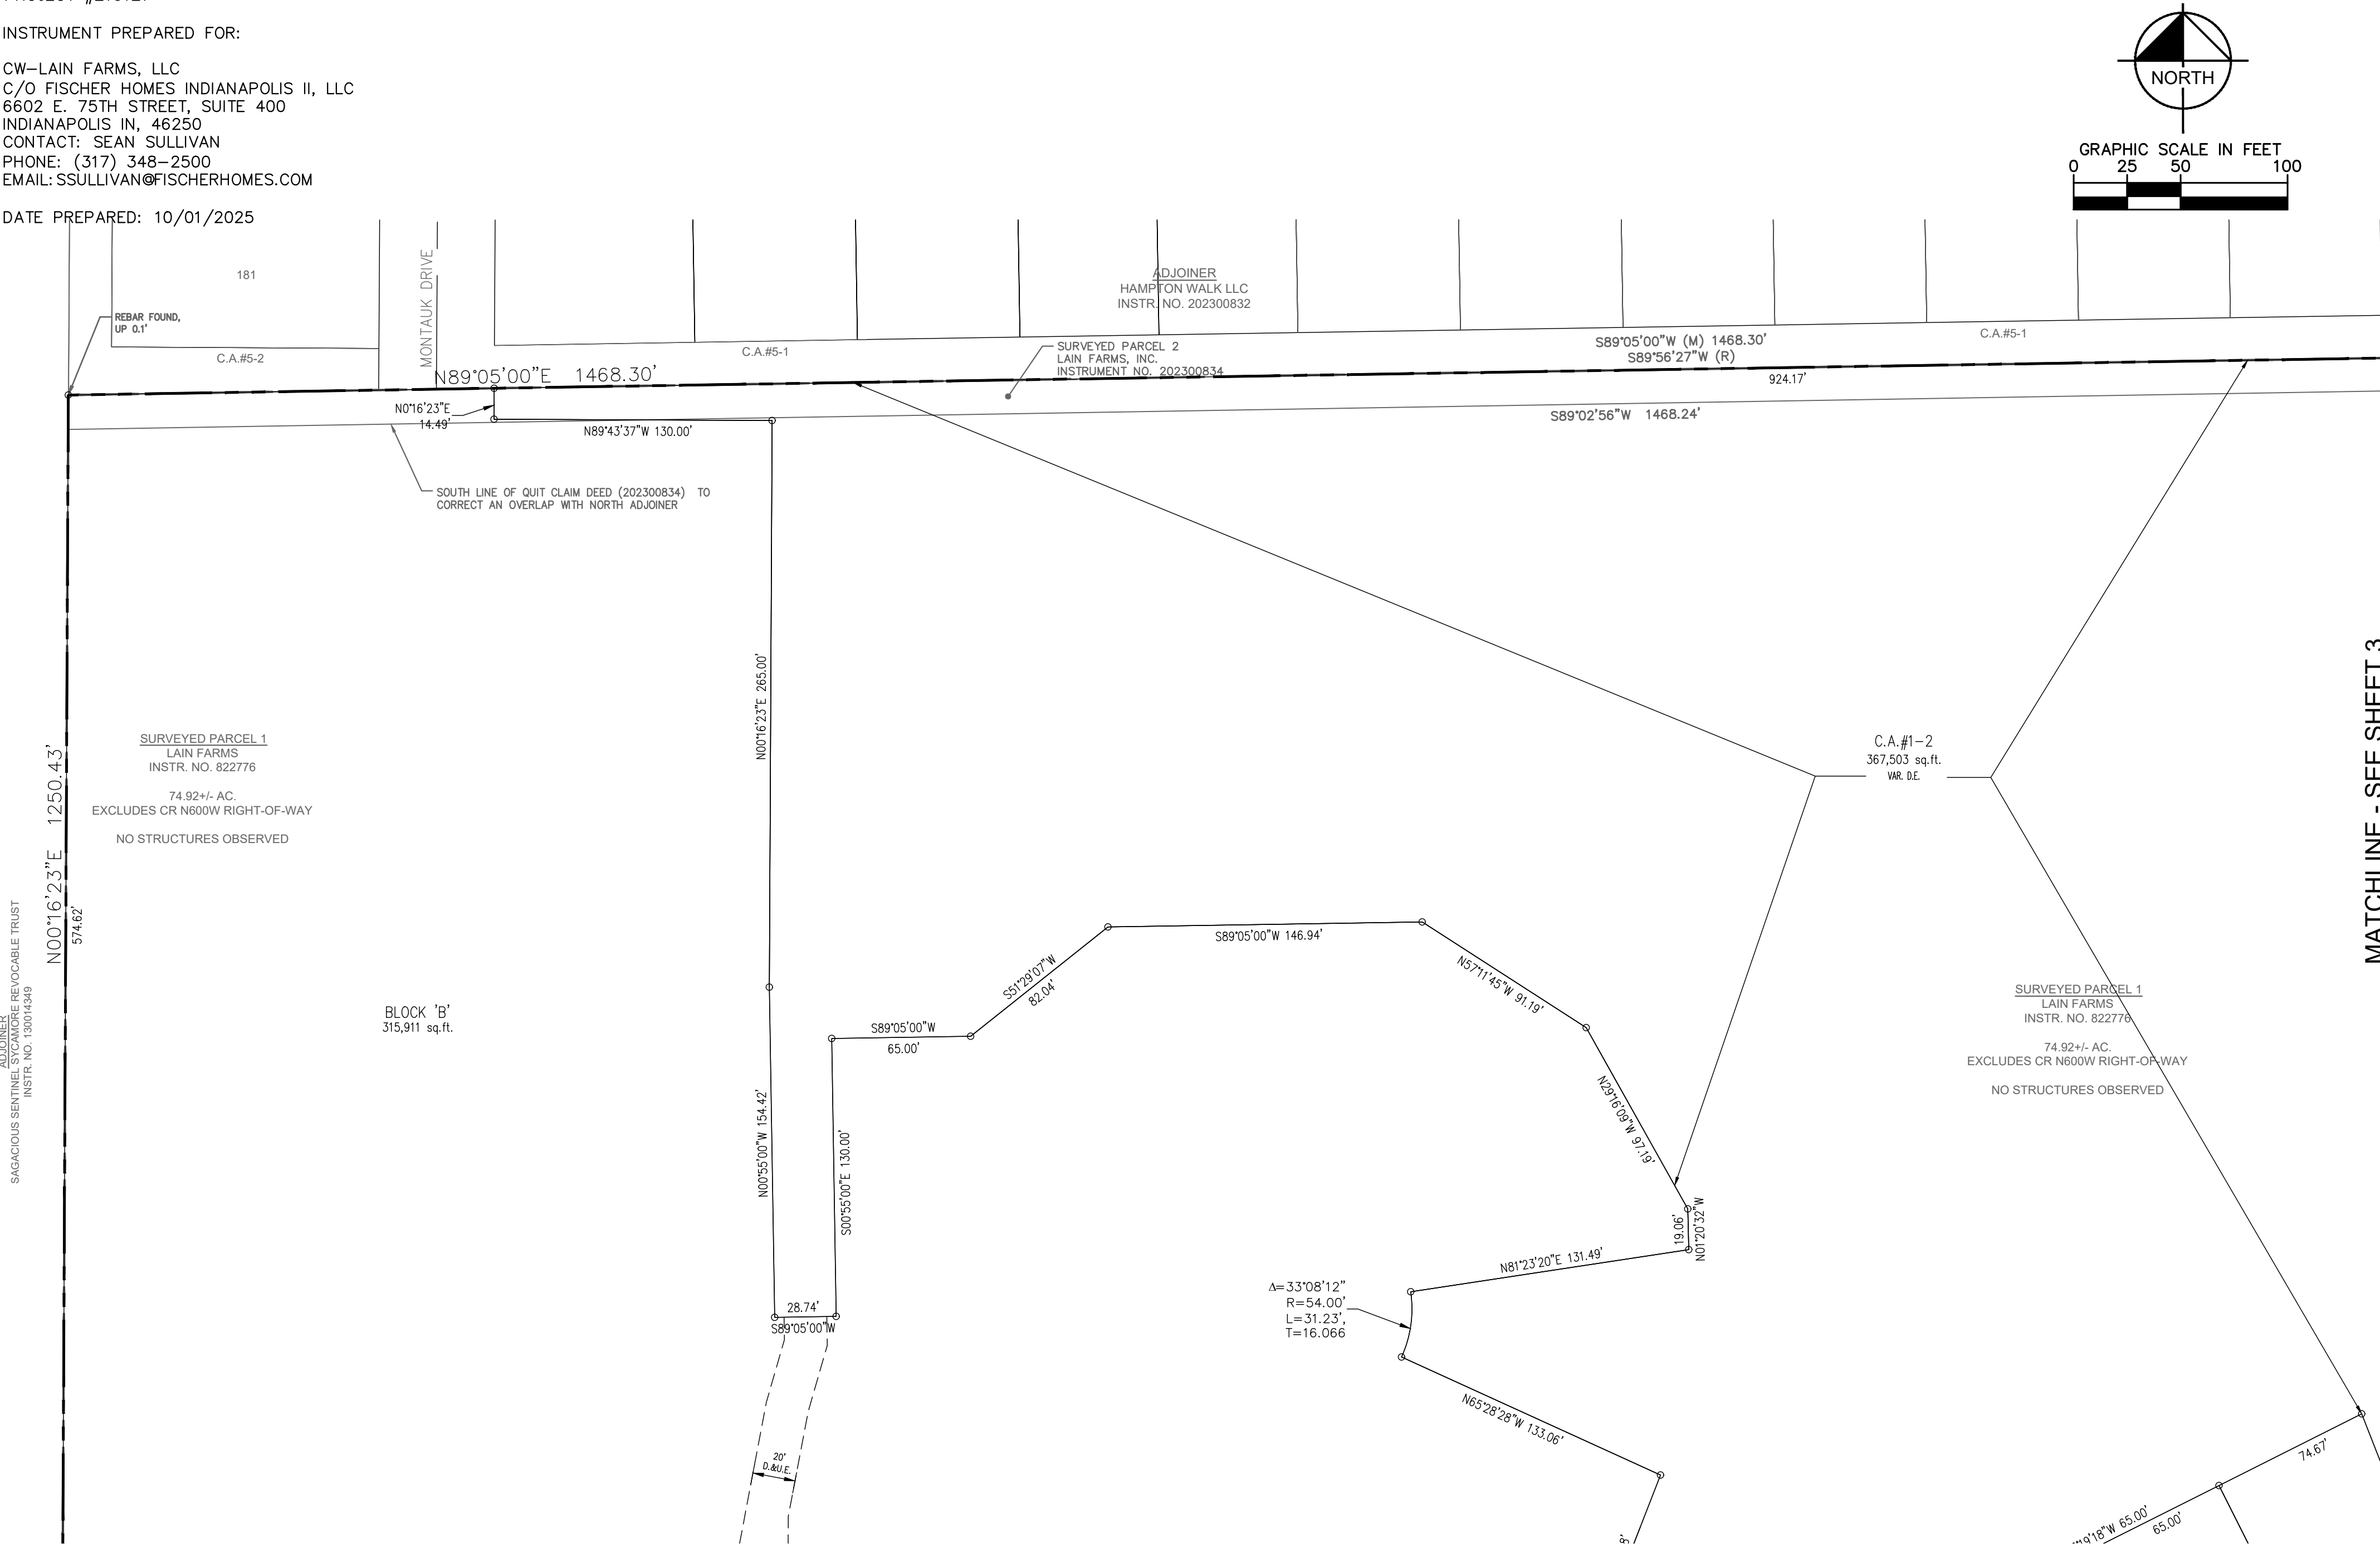 INSTRUMENT PREPARED FOR:
CW-LAIN FARMS, LLC
C/O FISCHER HOMES INDIANAPOLIS II, LLC
6602 E. 75TH STREET, SUITE 400
INDIANAPOLIS IN, 46250
CONTACT: SEAN SULLIVAN
PHONE: (317) 348-2500
EMAIL: SSULLIVAN@FISCHERHOMES.COM
DATE PREPARED: 10/01/2025
NORTH
GRAPHIC SCALE IN FEET
0 25 50 100
181
MONTAUK DRIVE
ADJOINER
HAMPTON WALK LLC
INSTR. NO. 202300832
REBAR FOUND,
UP 0.1'
C.A.#5-2
C.A.#5-1
SURVEYED PARCEL 2
LAIN FARMS, INC.
INSTRUMENT NO. 202300834
S89°05'00"W (M) 1468.30'
S89°56'27"W (R)
C.A.#5-1
N89°05'00"E 1468.30'
924.17'
N0°16'23"E
14.49'
N89°43'37"W 130.00'
S89°02'56"W 1468.24'
SOUTH LINE OF QUIT CLAIM DEED (202300834) TO
CORRECT AN OVERLAP WITH NORTH ADJOINER
N00°16'23"E 265.00'
SURVEYED PARCEL 1
LAIN FARMS
INSTR. NO. 822776
74.92+/- AC.
EXCLUDES CR N600W RIGHT-OF-WAY
NO STRUCTURES OBSERVED
N00°16'23"E 1250.43'
574.62'
C.A.#1-2
367,503 sq.ft.
VAR. D.E.
MATCHLINE - SEE SHEET 3
ADJOINER
SAGACIOUS SENTINEL SYCAMORE REVOCABLE TRUST
INSTR. NO. 130014349
BLOCK 'B'
315,911 sq.ft.
S89°05'00"W 146.94'
S51°29'07"W
82.04'
N57°11'45"W 91.19'
S89°05'00"W
65.00'
N29°16'09"W 97.19'
SURVEYED PARCEL 1
LAIN FARMS
INSTR. NO. 822776
74.92+/- AC.
EXCLUDES CR N600W RIGHT-OF-WAY
NO STRUCTURES OBSERVED
N00°55'00"W 154.42'
S00°55'00"E 130.00'
19.06'
N01°20'32"W
N81°23'20"E 131.49'
Δ=33°08'12"
R=54.00'
L=31.23',
T=16.066
28.74'
S89°05'00"W
N65°28'28"W 133.06'
20'
D.&U.E.
74.67'
19'18"W 65.00'
65.00'
8'